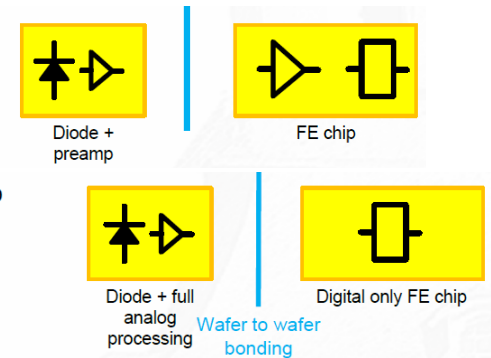 Diode +
preamp
FE chip
Diode + full
analog
processing
Wafer to wafer
bonding
Digital only FE chip